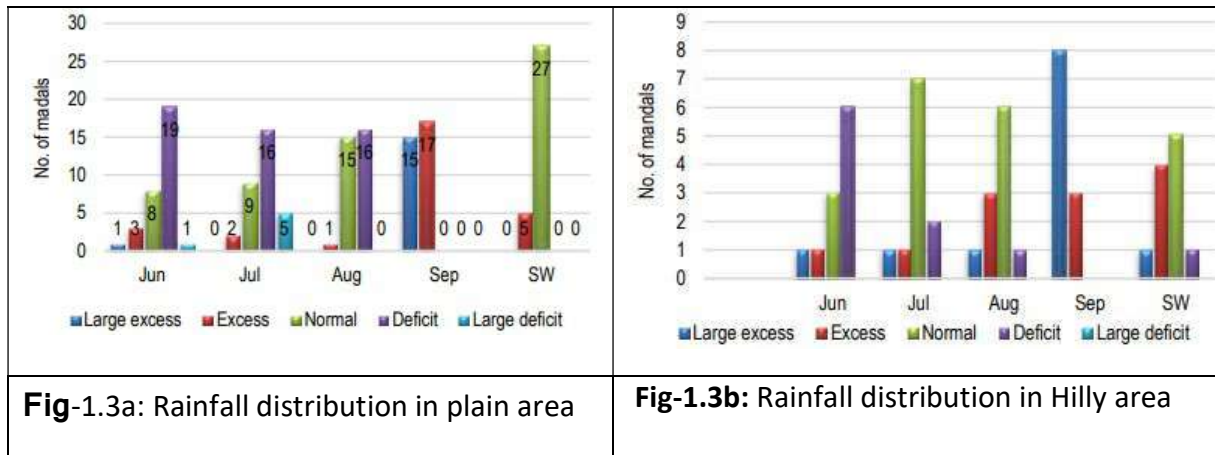 30
25
20
15
10
5
0
No. of madals
1 3 8 19 1
0 2 9 16 5
0 1 15 16 0
15 17 0 0 0
0 5 27 0 0
Jun Jul Aug Sep SW
Large excess Excess Normal Deficit Large deficit
Fig-1.3a: Rainfall distribution in plain area
9
8
7
6
5
4
3
2
1
0
No. of mandals
Jun Jul Aug Sep SW
Large excess Excess Normal Deficit Large deficit
Fig-1.3b: Rainfall distribution in Hilly area